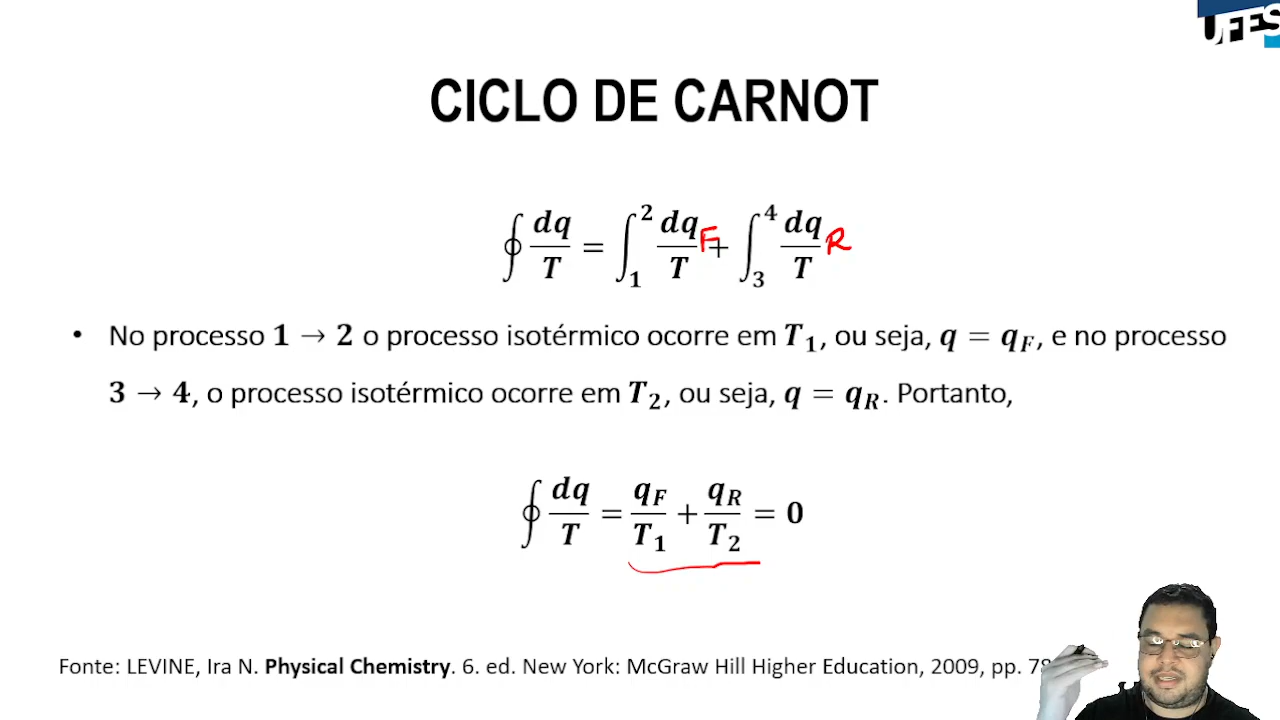 UFES
CICLO DE CARNOT
∮ dq/T = ∫₁² dq/T F + ∫₃⁴ dq/T R
• No processo 1 → 2 o processo isotérmico ocorre em T₁, ou seja, q = q_F, e no processo
3 → 4, o processo isotérmico ocorre em T₂, ou seja, q = q_R. Portanto,
∮ dq/T = q_F/T₁ + q_R/T₂ = 0
Fonte: LEVINE, Ira N. Physical Chemistry. 6. ed. New York: McGraw Hill Higher Education, 2009, pp.